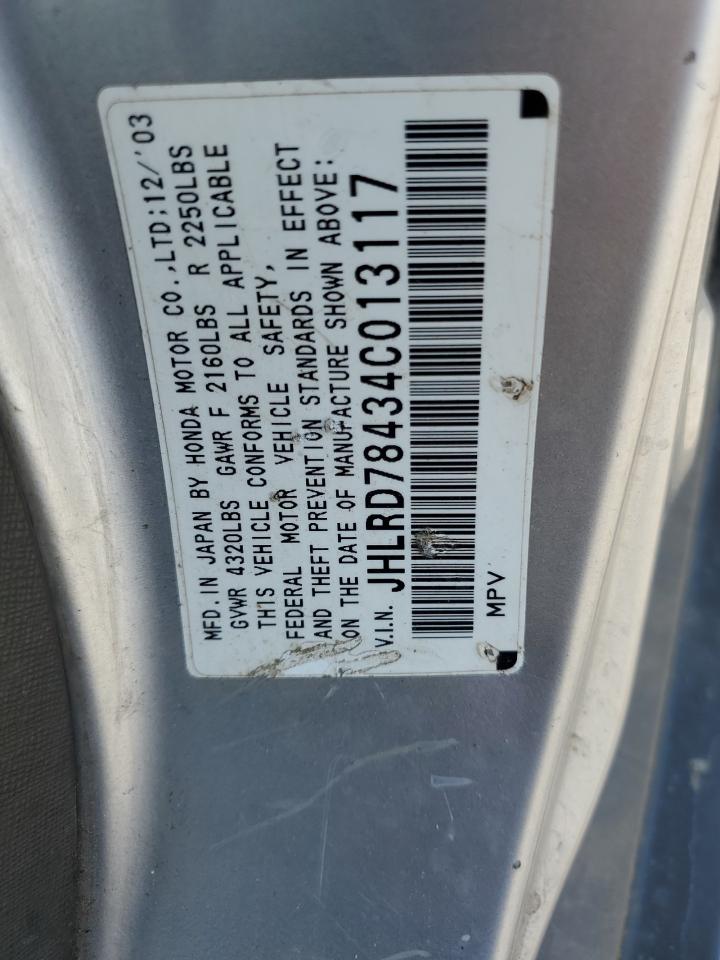 MFD. IN JAPAN BY HONDA MOTOR CO.,LTD:12/'03
GVWR 4320LBS GAWR F 2160LBS R 2250LBS
THIS VEHICLE CONFORMS TO ALL APPLICABLE
FEDERAL MOTOR VEHICLE SAFETY,
AND THEFT PREVENTION STANDARDS IN EFFECT
ON THE DATE OF MANUFACTURE SHOWN ABOVE:
V.I.N. JHLRD78434C013117
MPV